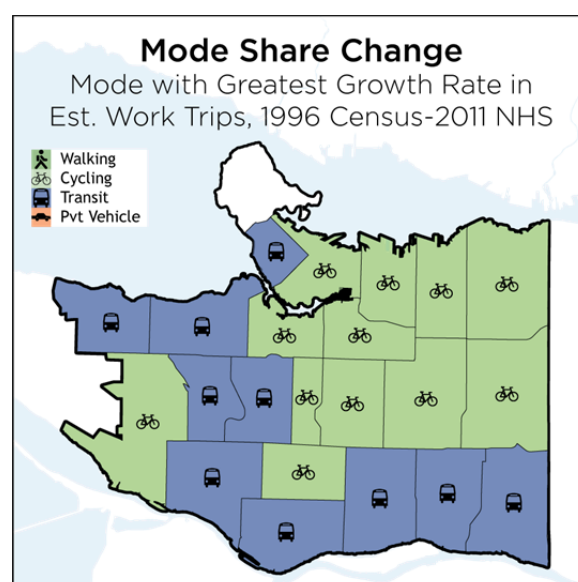 Mode Share Change
Mode with Greatest Growth Rate in
Est. Work Trips, 1996 Census-2011 NHS
Walking
Cycling
Transit
Pvt Vehicle